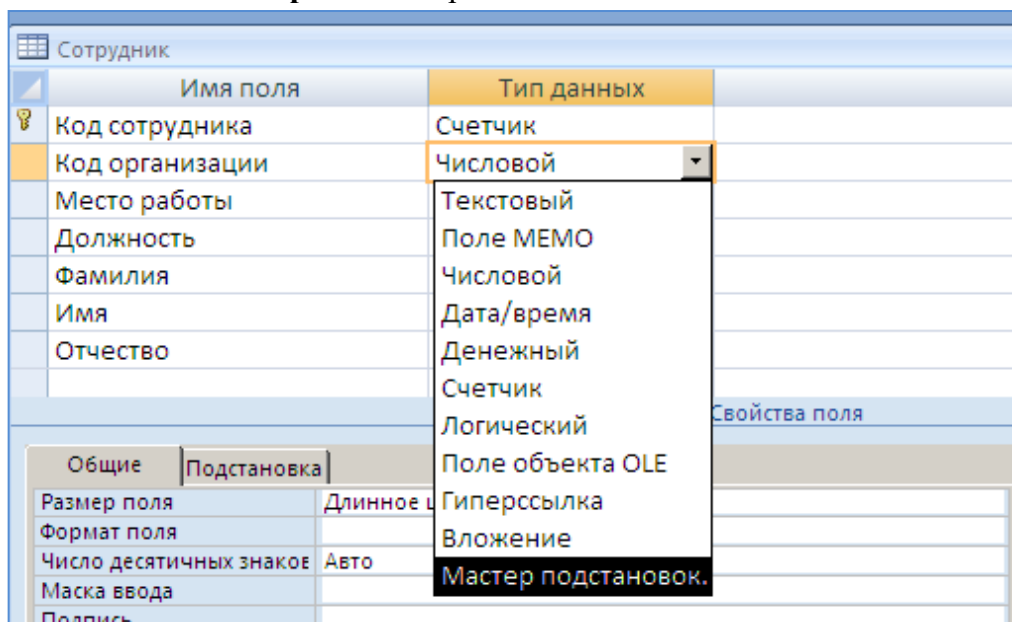 Сотрудник
Имя поля Тип данных
Код сотрудника Счетчик
Код организации Числовой
Место работы Текстовый
Должность Поле МЕМО
Фамилия Числовой
Имя Дата/время
Отчество Денежный
Счетчик
Свойства поля
Логический
Общие Подстановка Поле объекта OLE
Размер поля Длинное Гиперссылка
Формат поля
Вложение
Число десятичных знаков Авто
Мастер подстановок.
Маска ввода
Подпись